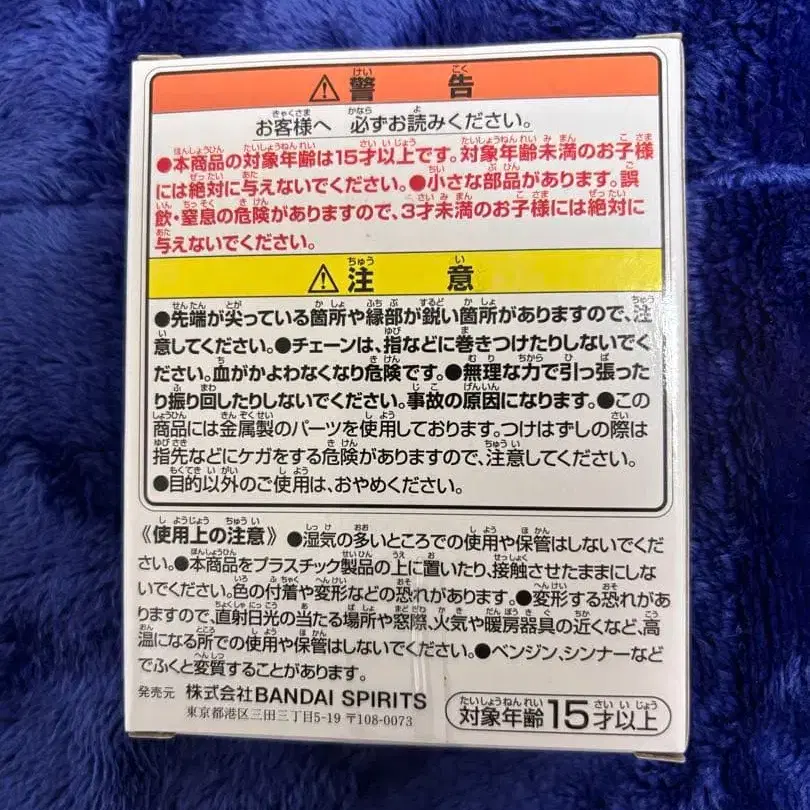 ⚠警告
お客様へ 必ずお読みください。
●本商品の対象年齢は15才以上です。対象年齢未満のお子様
には絶対に与えないでください。●小さな部品があります。誤
飲・窒息の危険がありますので、3才未満のお子様には絶対に
与えないでください。
⚠注意
●先端が尖っている箇所や縁部が鋭い箇所がありますので、注
意してください。●チェーンは、指などに巻きつけたりしないでく
ださい。血がかよわなくなり危険です。●無理な力で引っ張った
り振り回したりしないでください。事故の原因になります。●この
商品には金属製のパーツを使用しております。つけはずしの際は
指先などにケガをする危険がありますので、注意してください。
●目的以外のご使用は、おやめください。
《使用上の注意》●湿気の多いところでの使用や保管はしないでくだ
さい。●本商品をプラスチック製品の上に置いたり、接触させたままにしな
いでください。色の付着や変形などの恐れがあります。●変形する恐れがあ
りますので、直射日光の当たる場所や窓際、火気や暖房器具の近くなど、高
温になる所での使用や保管はしないでください。●ベンジン、シンナーなど
でふくと変質することがあります。
発売元 株式会社BANDAI SPIRITS
東京都港区三田三丁目5-19 〒108-0073
対象年齢15才以上